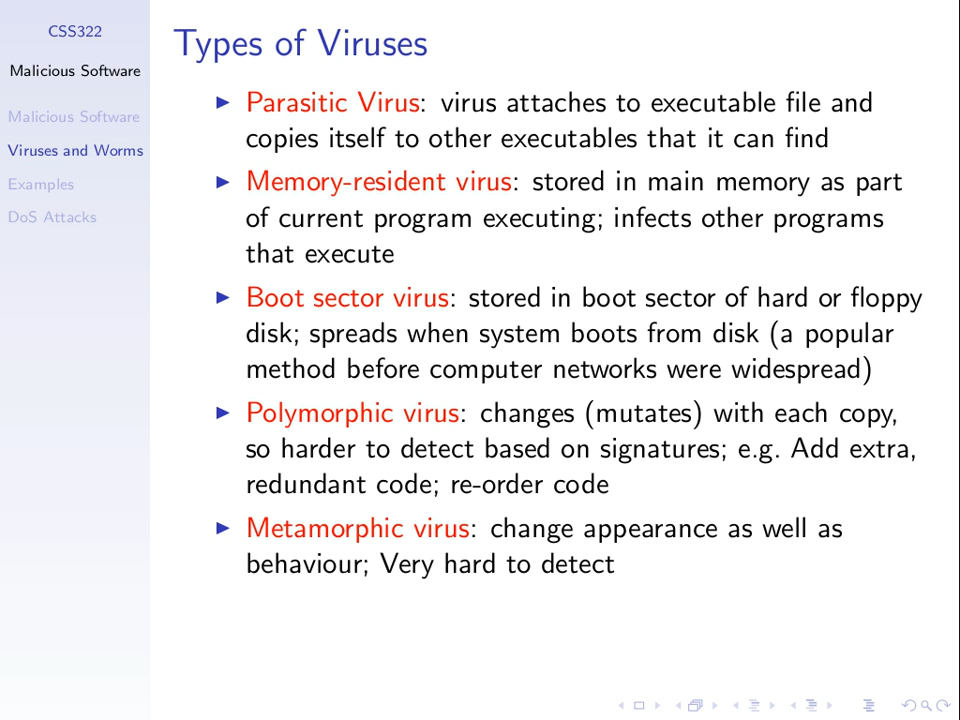 CSS322
Malicious Software
Malicious Software
Viruses and Worms
Examples
DoS Attacks
Types of Viruses
Parasitic Virus: virus attaches to executable file and
copies itself to other executables that it can find
Memory-resident virus: stored in main memory as part
of current program executing; infects other programs
that execute
Boot sector virus: stored in boot sector of hard or floppy
disk; spreads when system boots from disk (a popular
method before computer networks were widespread)
Polymorphic virus: changes (mutates) with each copy,
so harder to detect based on signatures; e.g. Add extra,
redundant code; re-order code
Metamorphic virus: change appearance as well as
behaviour; Very hard to detect